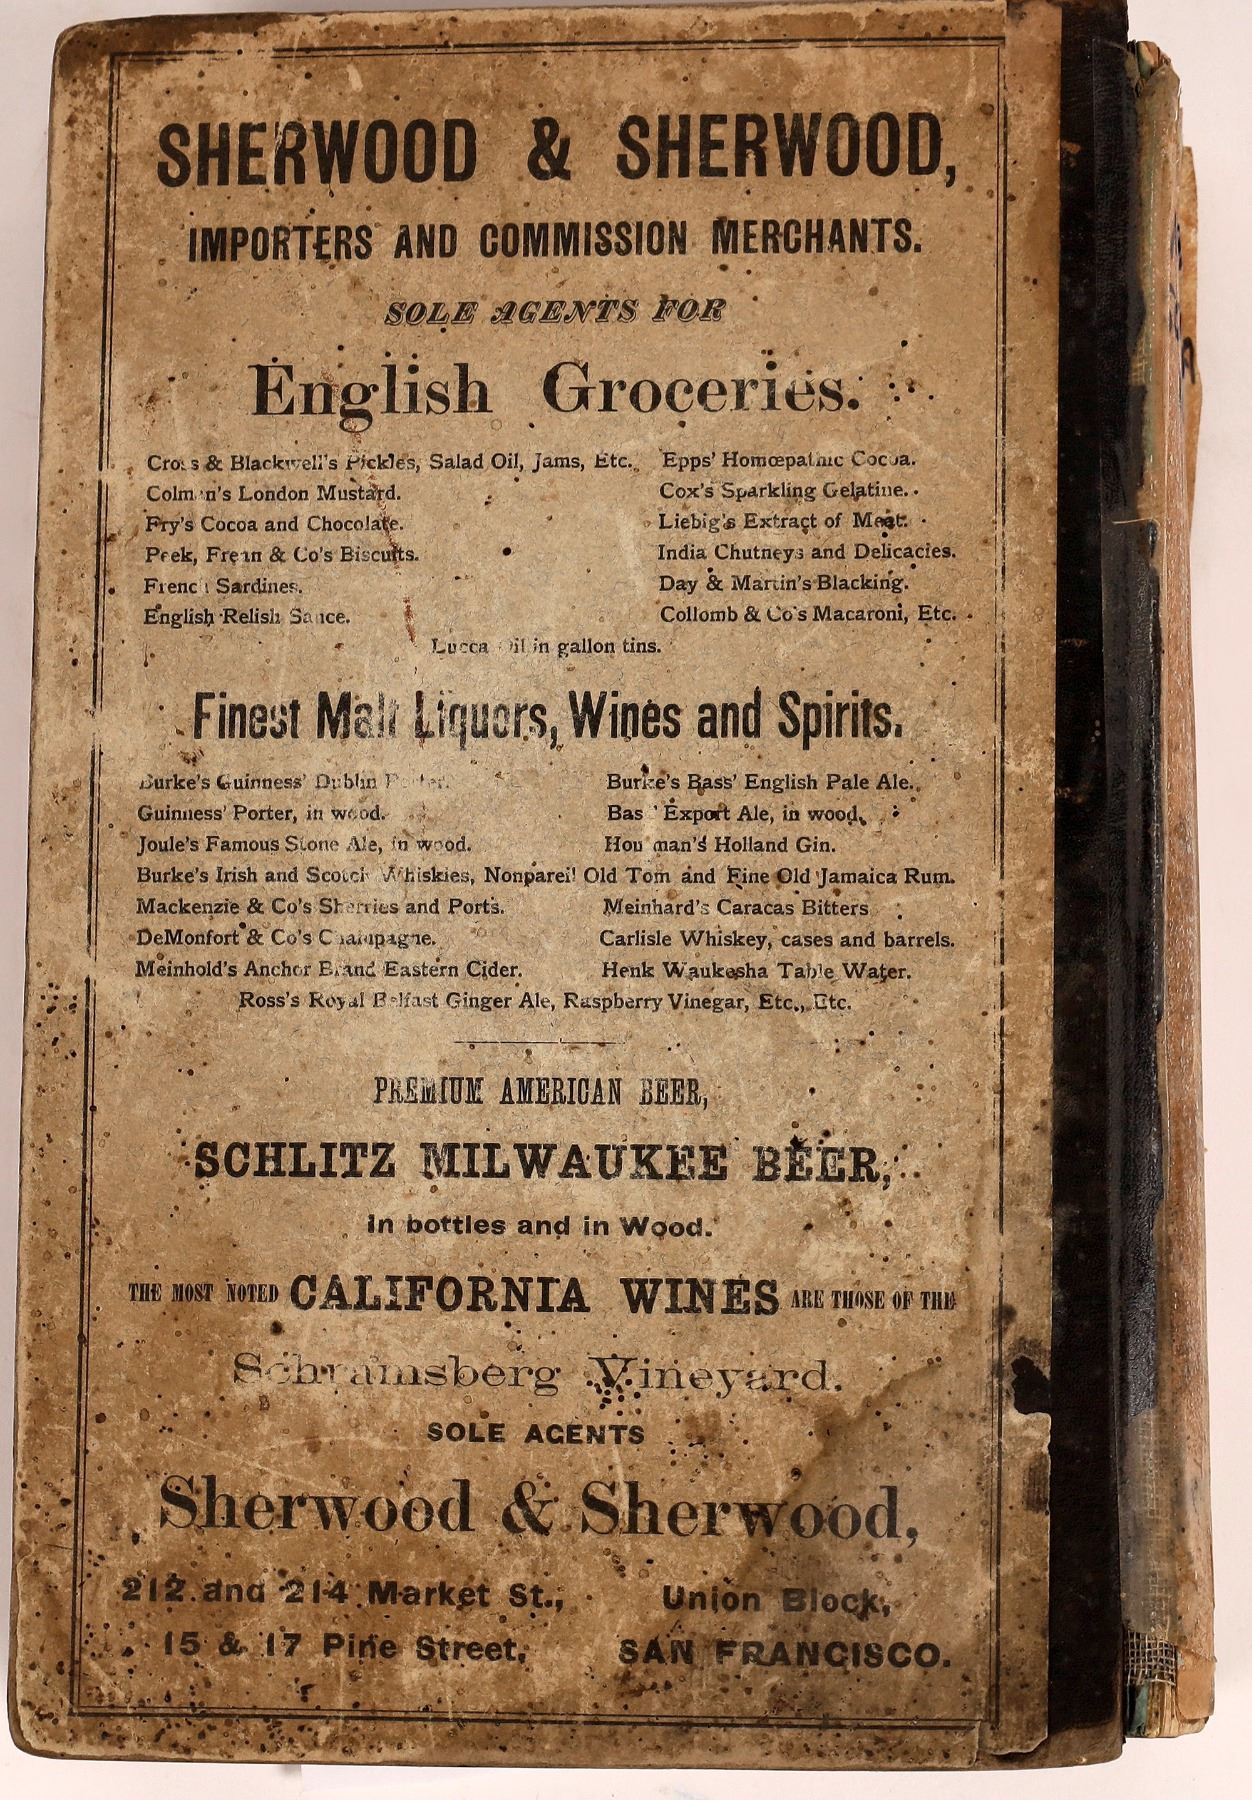 SHERWOOD & SHERWOOD,
IMPORTERS AND COMMISSION MERCHANTS.
SOLE AGENTS FOR
English Groceries.
Cross & Blackwell's Pickles, Salad Oil, Jams, Etc.
Epps' Homœpathic Cocoa.
Colman's London Mustard.
Cox's Sparkling Gelatine.
Fry's Cocoa and Chocolate.
Liebig's Extract of Meat.
Peek, Frean & Co's Biscuits.
India Chutneys and Delicacies.
French Sardines.
Day & Martin's Blacking.
English Relish Sauce.
Collomb & Co's Macaroni, Etc.
Lucca Oil in gallon tins.
Finest Malt Liquors, Wines and Spirits.
Burke's Guinness' Dublin Porter.
Burke's Bass' English Pale Ale.
Guinness' Porter, in wood.
Bass' Export Ale, in wood.
Joule's Famous Stone Ale, in wood.
Houtman's Holland Gin.
Burke's Irish and Scotch Whiskies, Nonpareil Old Tom and Fine Old Jamaica Rum.
Mackenzie & Co's Sherries and Ports.
Meinhard's Caracas Bitters
DeMonfort & Co's Champagne.
Carlisle Whiskey, cases and barrels.
Meinhold's Anchor Brand Eastern Cider.
Henk Waukesha Table Water.
Ross's Royal Belfast Ginger Ale, Raspberry Vinegar, Etc., Etc.
PREMIUM AMERICAN BEER,
SCHLITZ MILWAUKEE BEER,
in bottles and in Wood.
THE MOST NOTED CALIFORNIA WINES ARE THOSE OF THE
Schramsberg Vineyard.
SOLE AGENTS
Sherwood & Sherwood,
212 and 214 Market St.,
Union Block,
15 & 17 Pine Street,
SAN FRANCISCO.